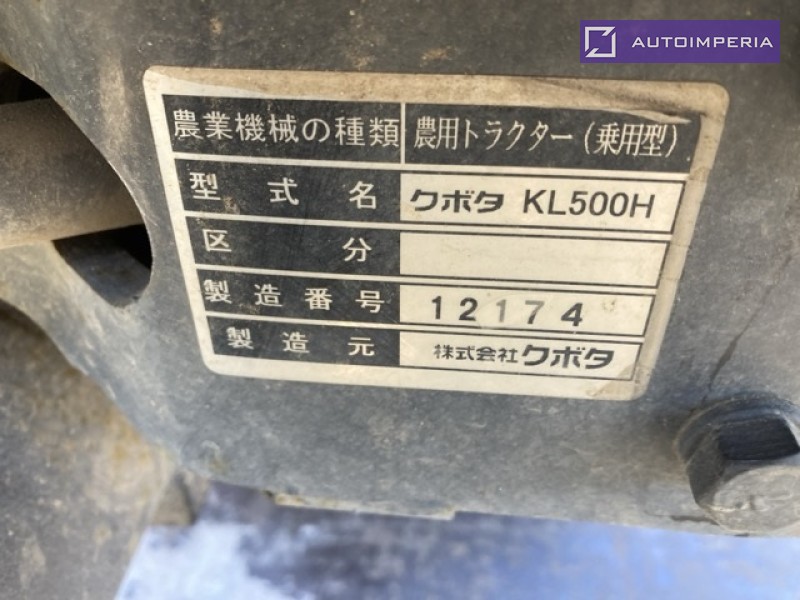 AUTOIMPERIA
農業機械の種類 農用トラクター(乗用型)
型式名 クボタ KL500H
区分
製造番号 12174
製造元 株式会社クボタ